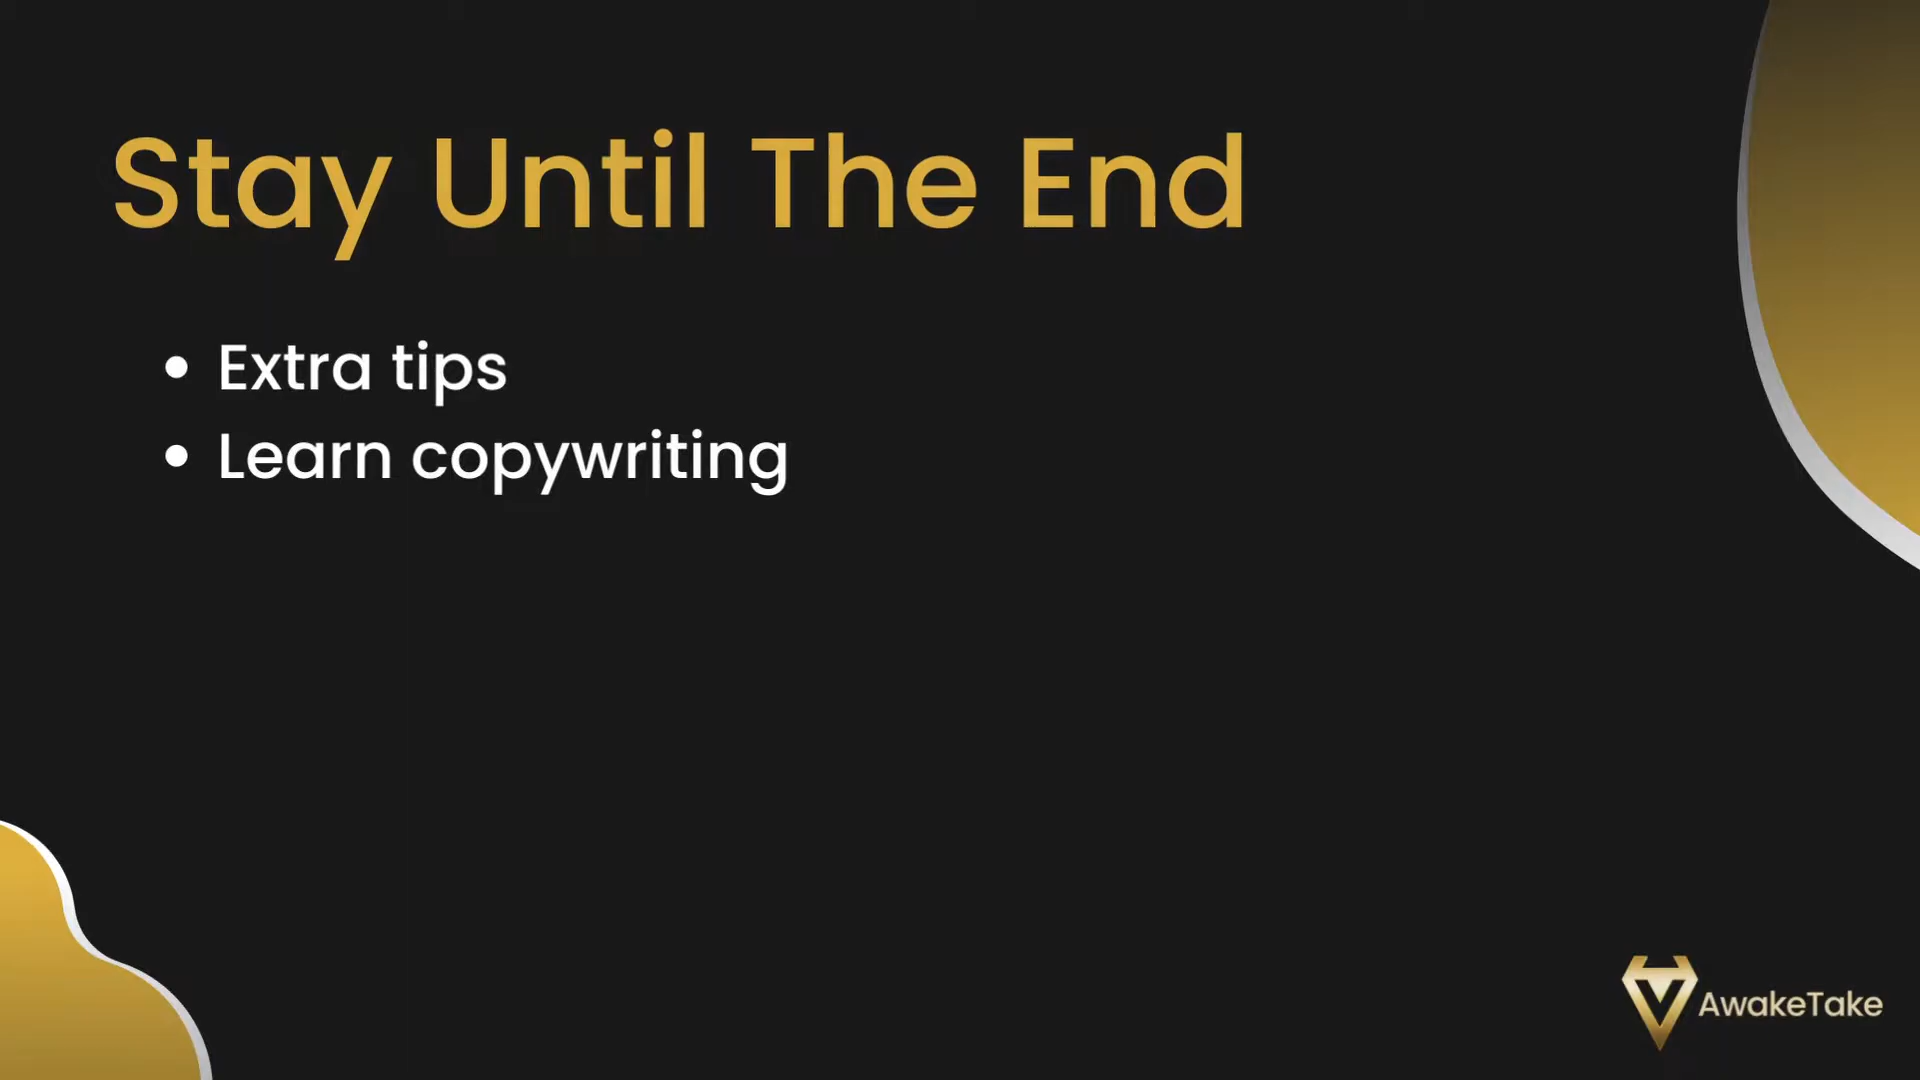 Stay Until The End
Extra tips
Learn copywriting
AwakeTake